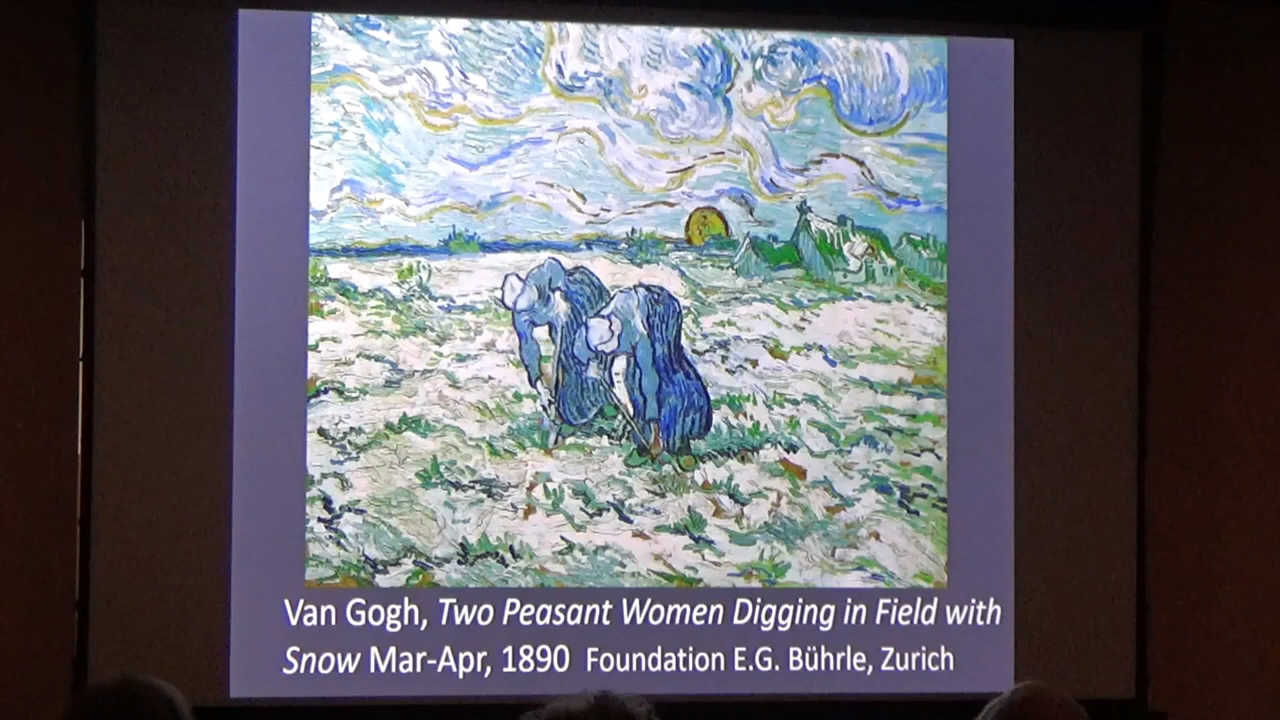 Van Gogh, Two Peasant Women Digging in Field with
Snow Mar-Apr, 1890 Foundation E.G. Bührle, Zurich